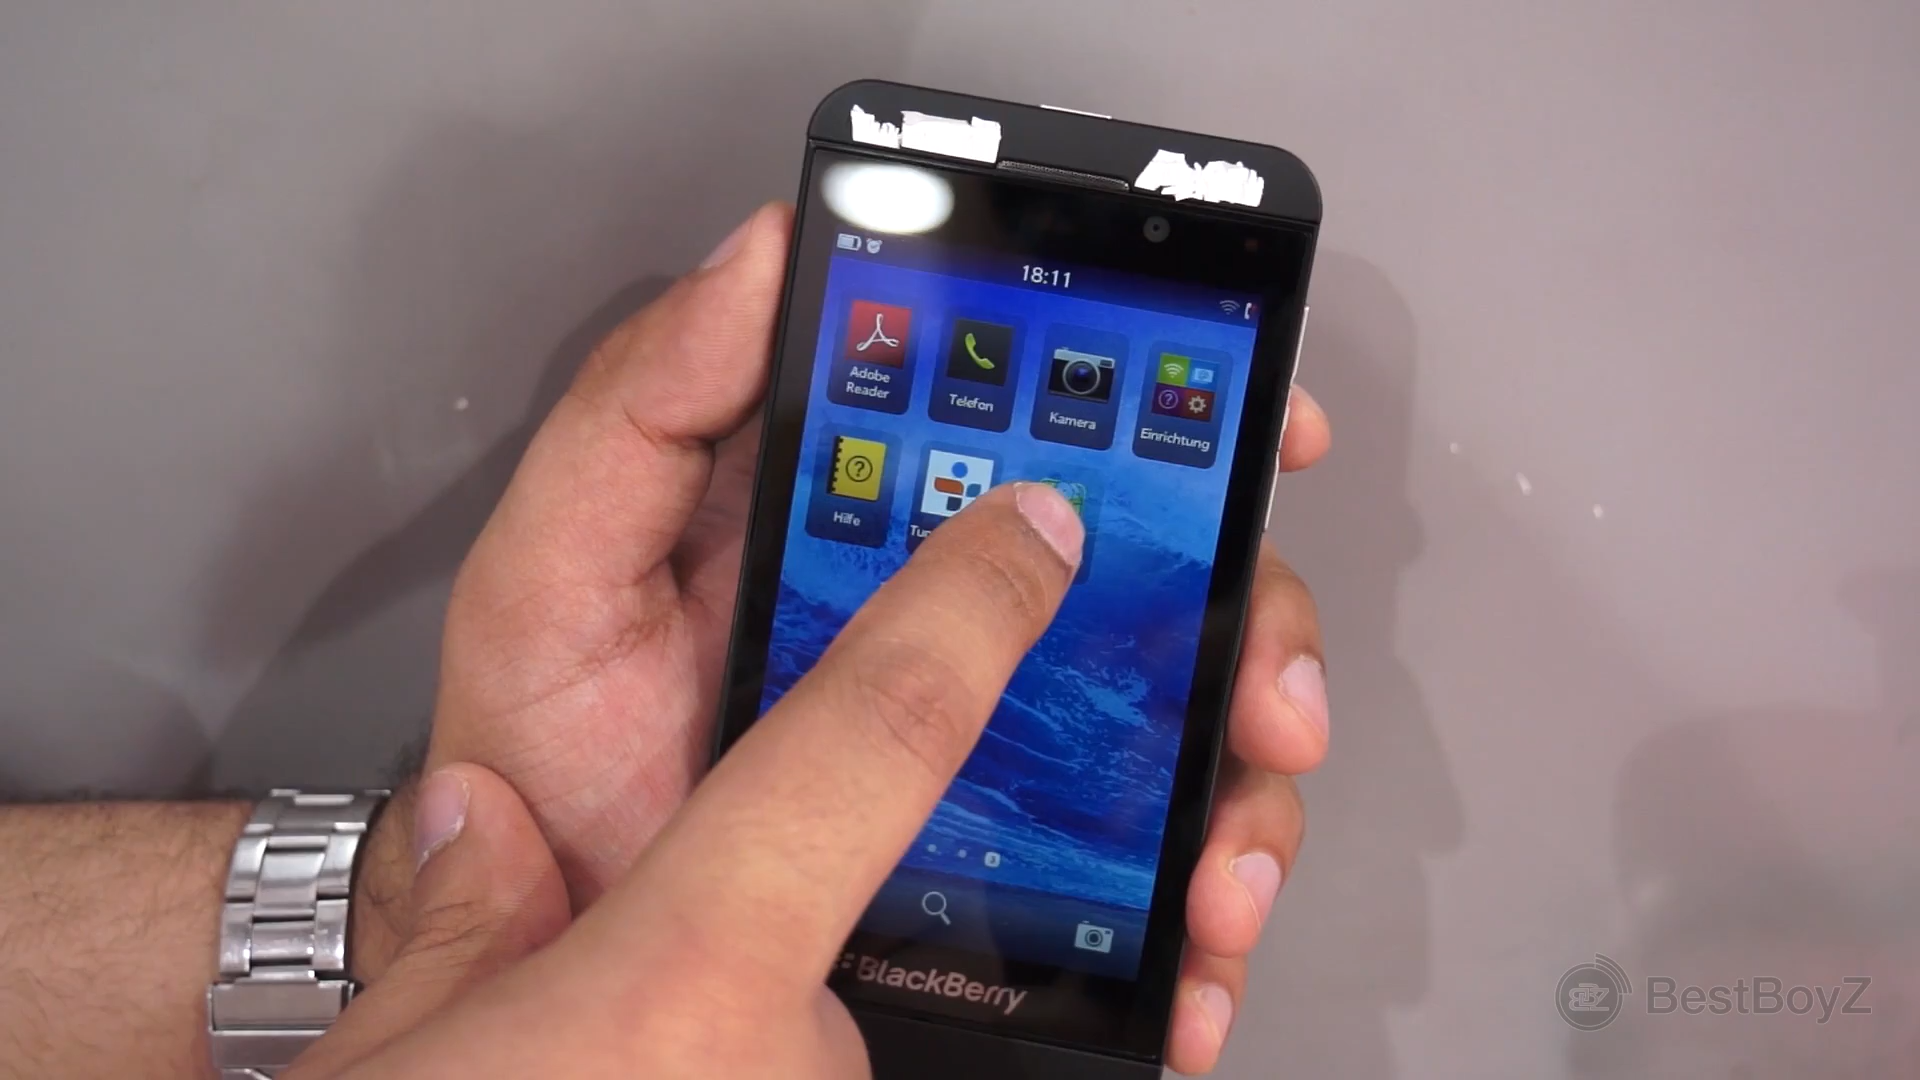 18:11
Adobe
Reader
Telefon
Kamera
Einrichtung
Hilfe
BlackBerry
BestBoyZ